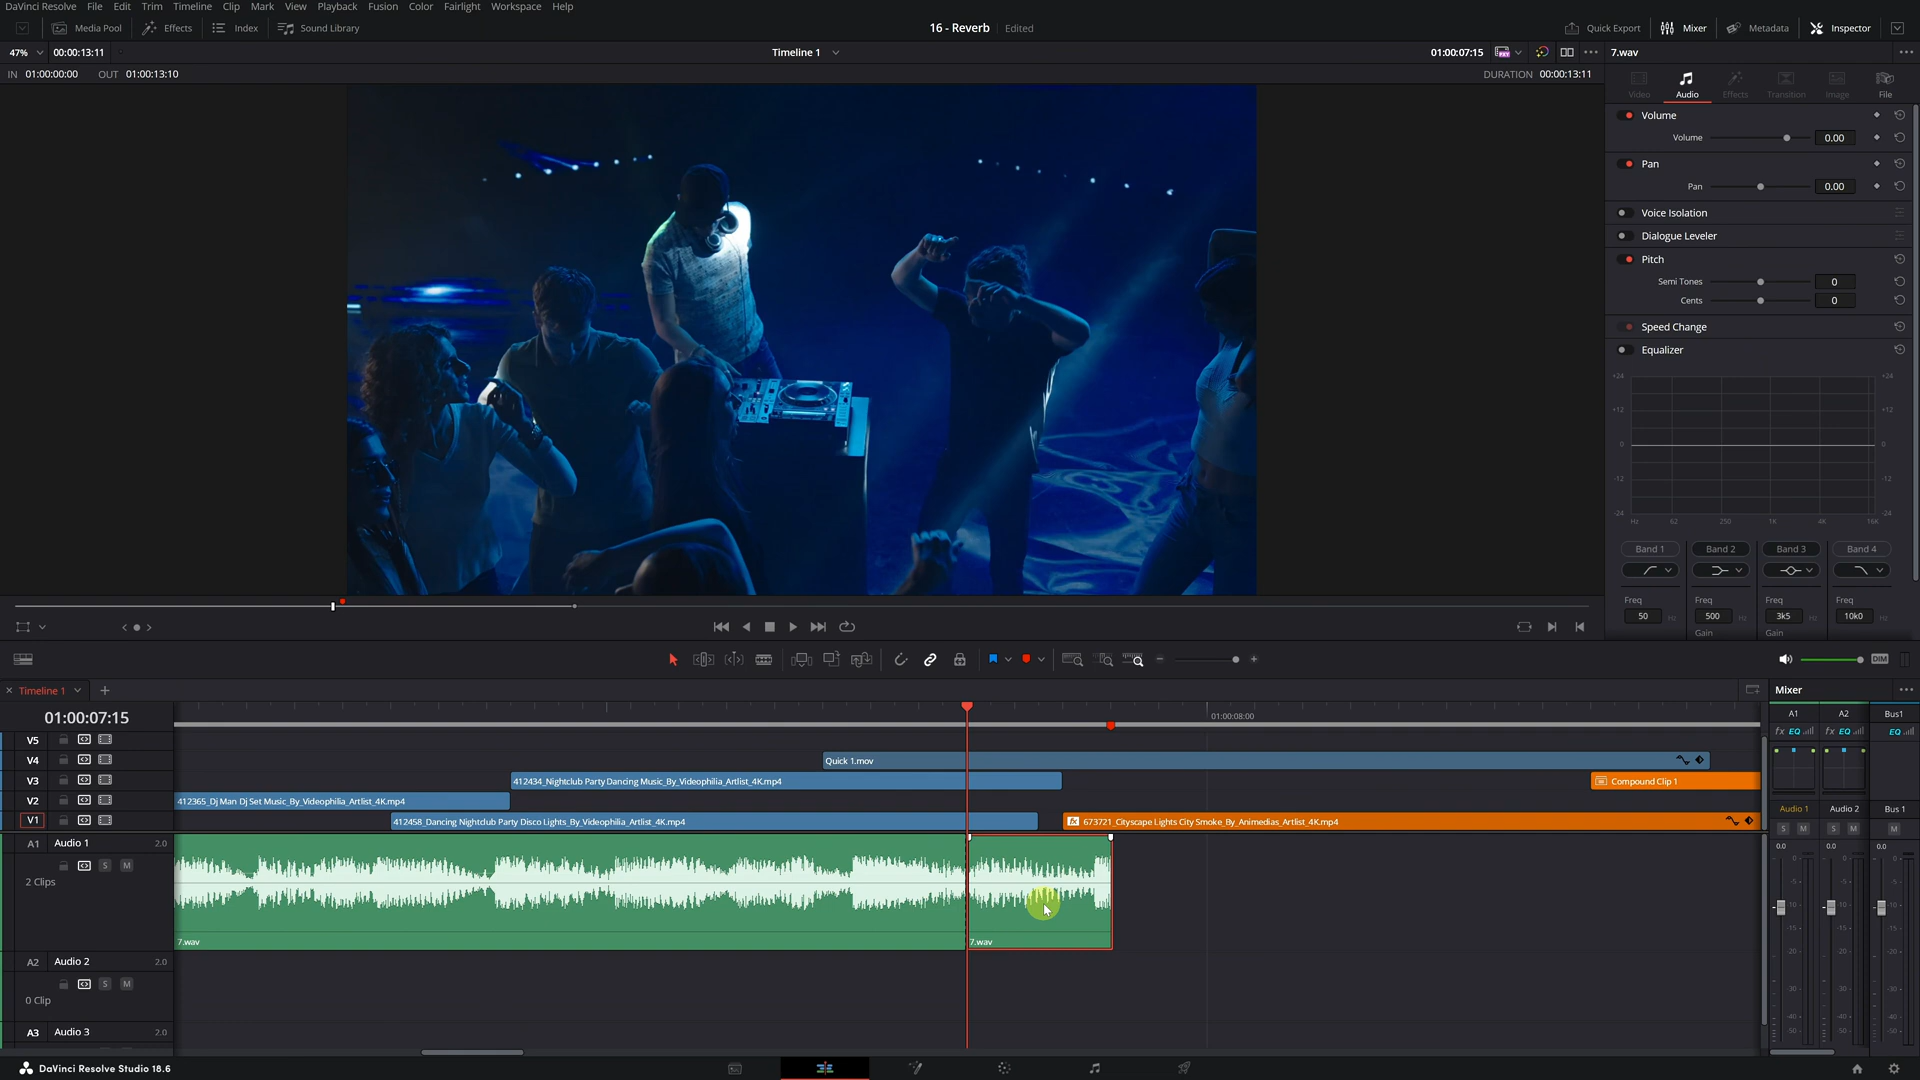 DaVinci Resolve File Edit Trim Timeline Clip Mark View Playback Fusion Color Fairlight Workspace Help
Media Pool Effects Index Sound Library 16 - Reverb Edited Quick Export Mixer Metadata Inspector
47% 00:00:13:11 Timeline 1 01:00:07:15 7.wav
IN 01:00:00:00 OUT 01:00:13:10 DURATION 00:00:13:11
Video Audio Effects Transition Image File
Volume
Volume 0.00
Pan
Pan 0.00
Voice Isolation
Dialogue Leveler
Pitch
Semi Tones 0
Cents 0
Speed Change
Equalizer
+24 +24
+12 +12
0 0
-12 -12
-24 -24
Hz 62 250 1K 4K 16K
Band 1 Band 2 Band 3 Band 4
Freq Freq Freq Freq
50 Hz 500 Hz 3k5 Hz 10k0 Hz
Gain Gain
DIM
Timeline 1 Mixer
01:00:07:15 01:00:08:00 A1 A2 Bus1
fx EQ fx EQ EQ
V5
V4 Quick 1.mov
V3 412434_Nightclub Party Dancing Music_By_Videophilia_Artlist_4K.mp4 Compound Clip 1
V2 412365_Dj Man Dj Set Music_By_Videophilia_Artlist_4K.mp4
V1 412458_Dancing Nightclub Party Disco Lights_By_Videophilia_Artlist_4K.mp4 673721_Cityscape Lights City Smoke_By_Animedias_Artlist_4K.mp4
Audio 1 Audio 2 Bus 1
S M S M M
0.0 0.0 0.0
A1 Audio 1 2.0
S M
2 Clips
7.wav 7.wav
A2 Audio 2 2.0
S M
0 Clip
A3 Audio 3 2.0
DaVinci Resolve Studio 18.6